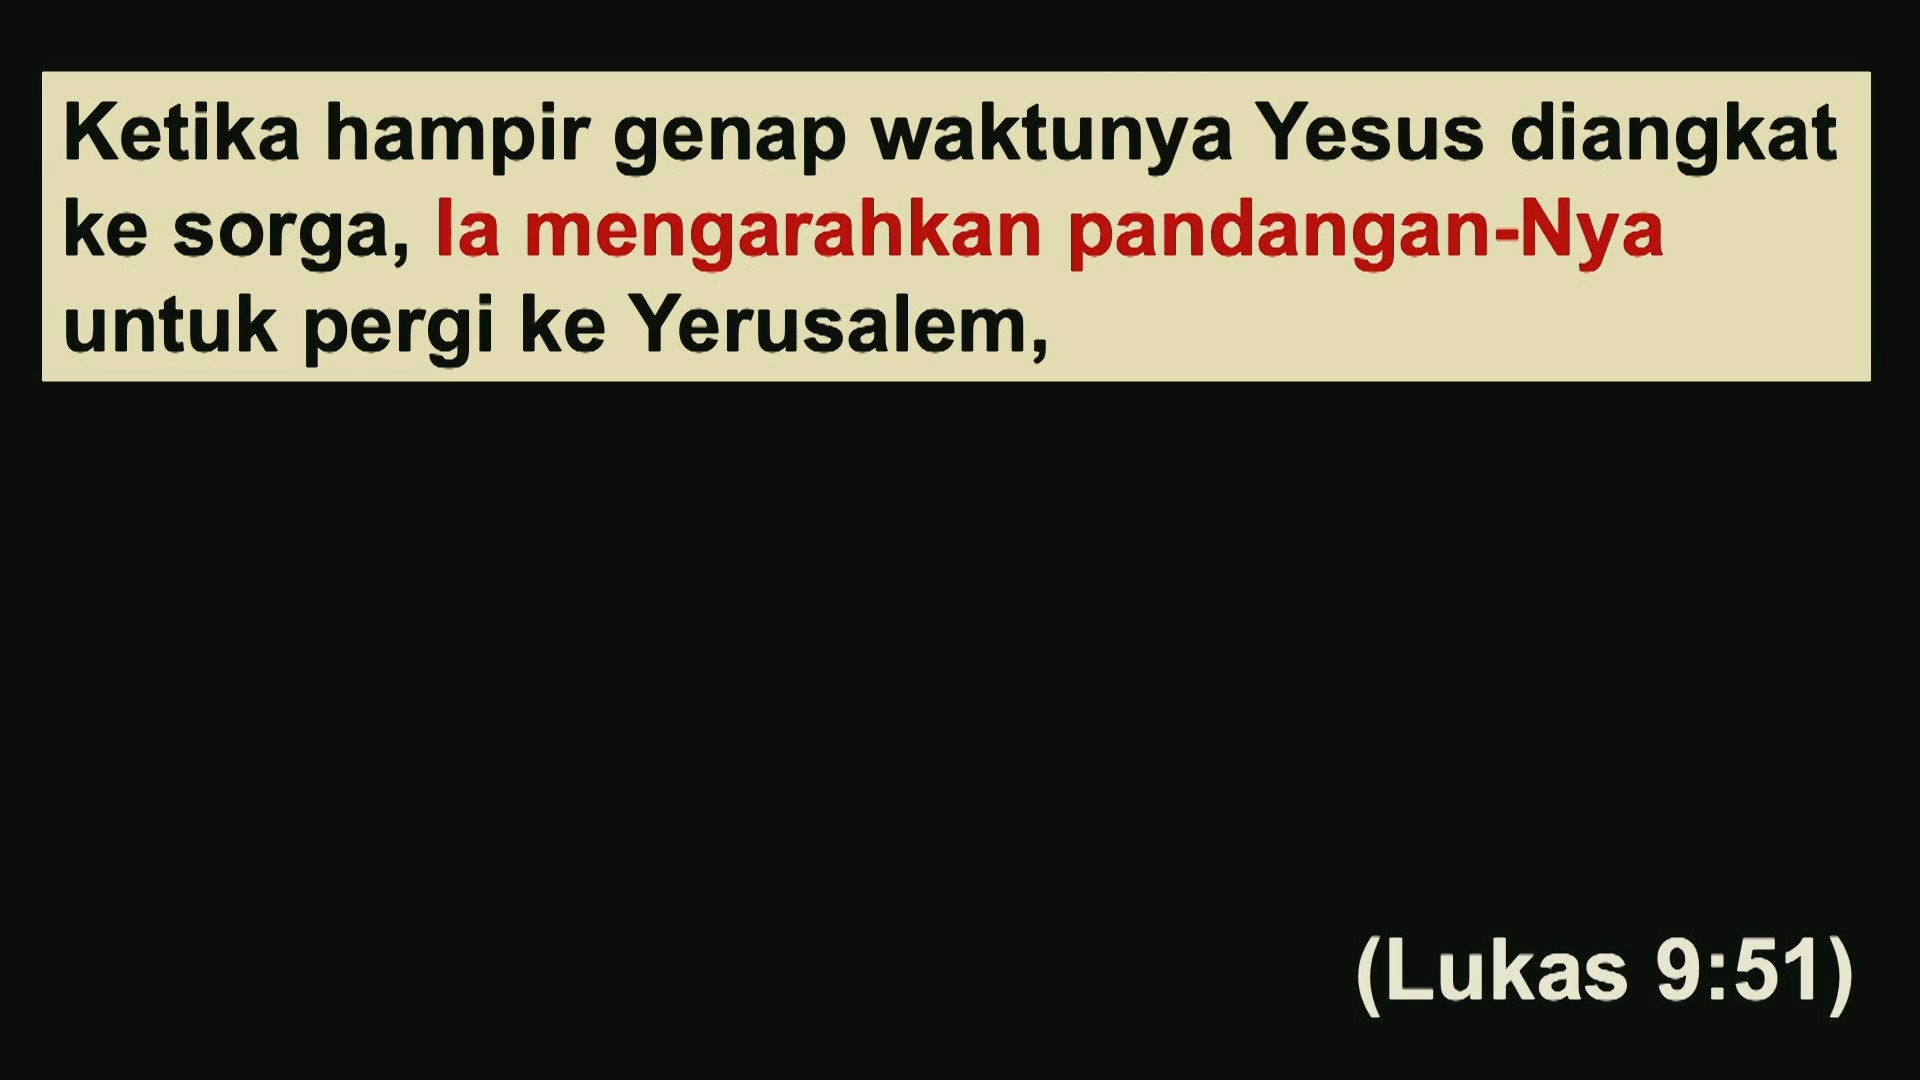 Ketika hampir genap waktunya Yesus diangkat
ke sorga, Ia mengarahkan pandangan-Nya
untuk pergi ke Yerusalem,
(Lukas 9:51)